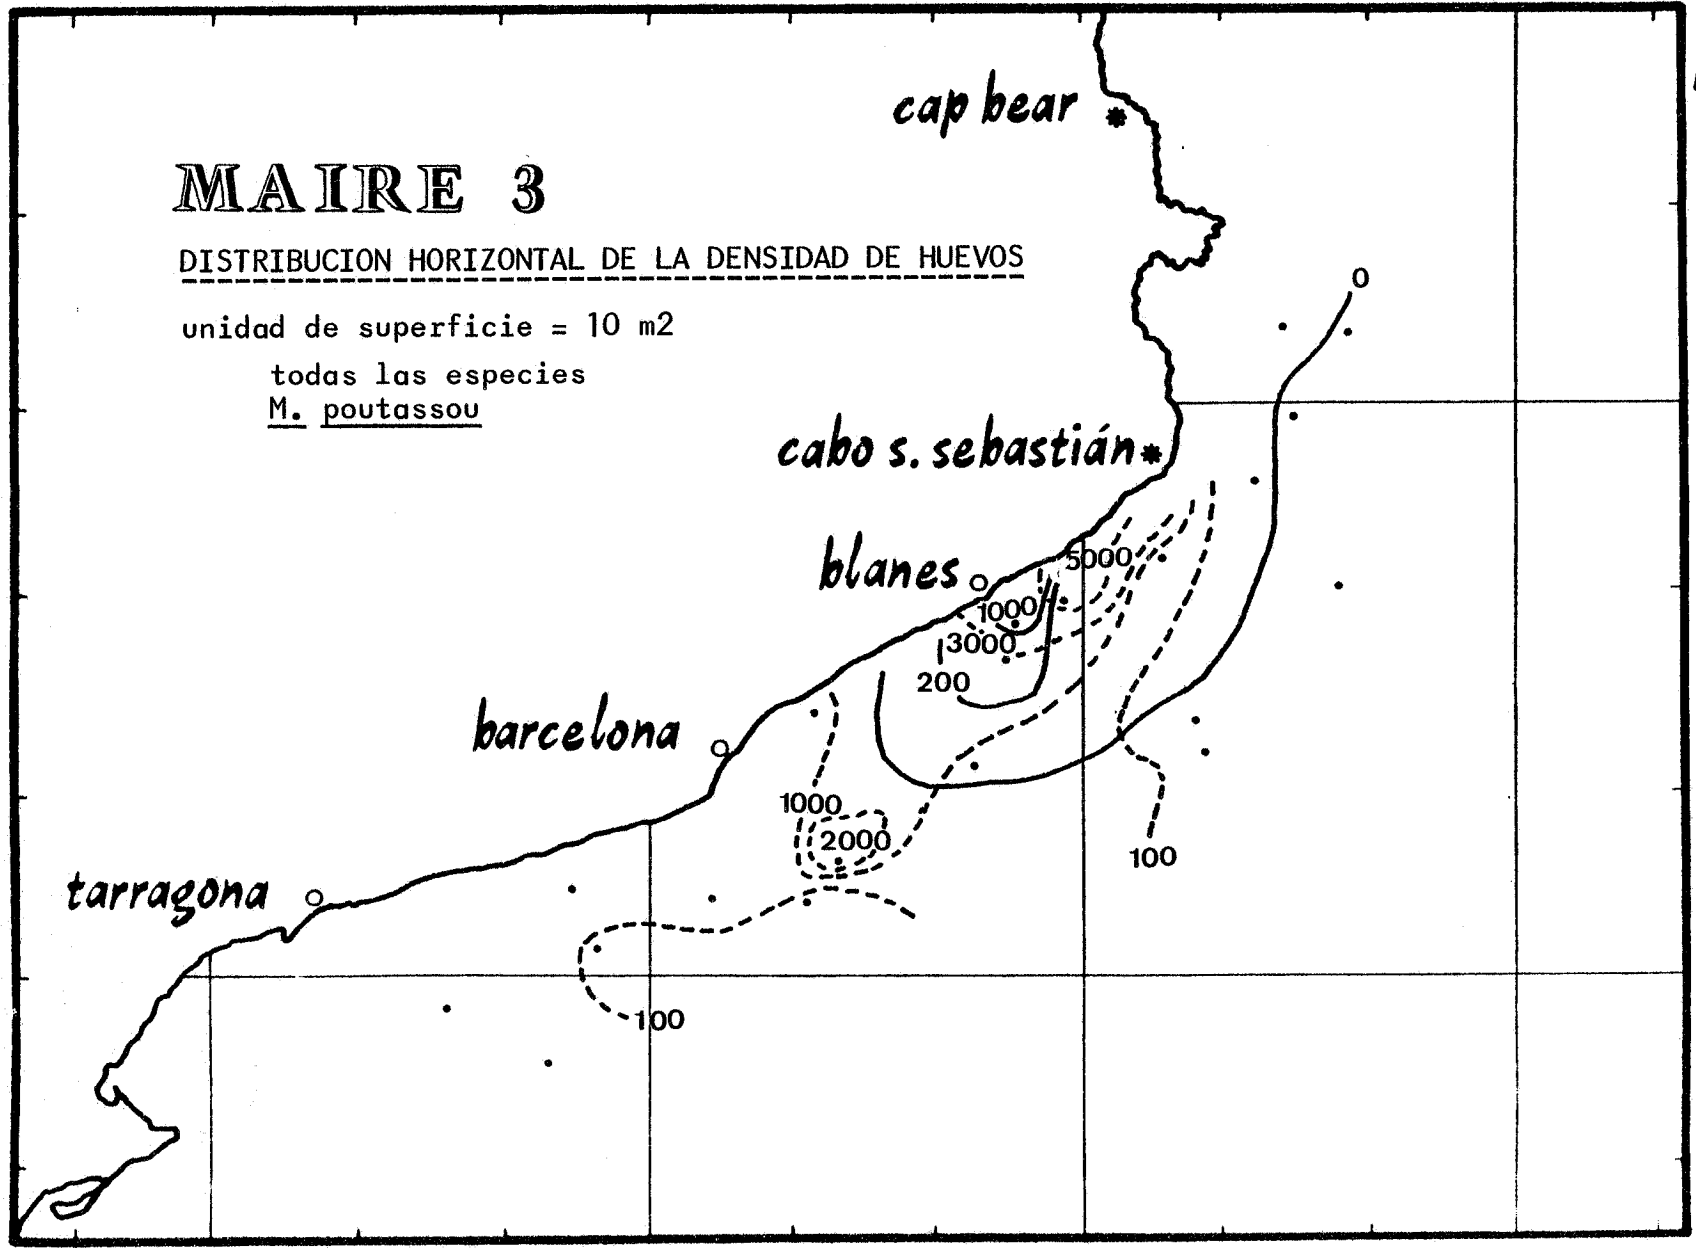 cap bear
MAIRE 3
DISTRIBUCION HORIZONTAL DE LA DENSIDAD DE HUEVOS
0
unidad de superficie = 10 m2
todas las especies
M. poutassou
cabo s. sebastián
blanes
5000
1000
3000
200
barcelona
1000
2000
100
tarragona
100